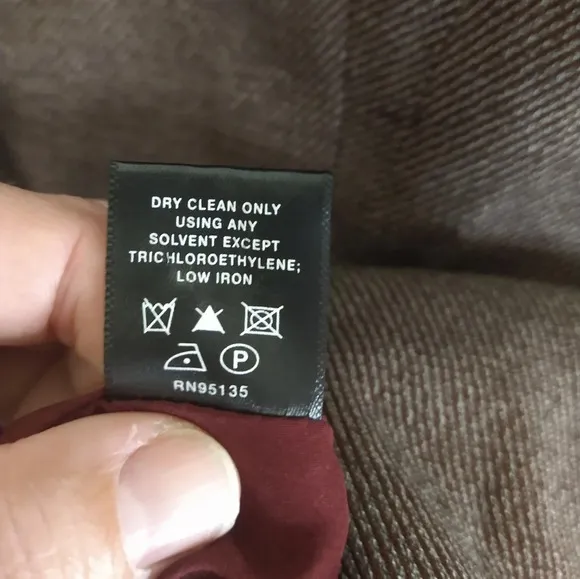 DRY CLEAN ONLY
USING ANY
SOLVENT EXCEPT
TRICHLOROETHYLENE;
LOW IRON
P
RN95135